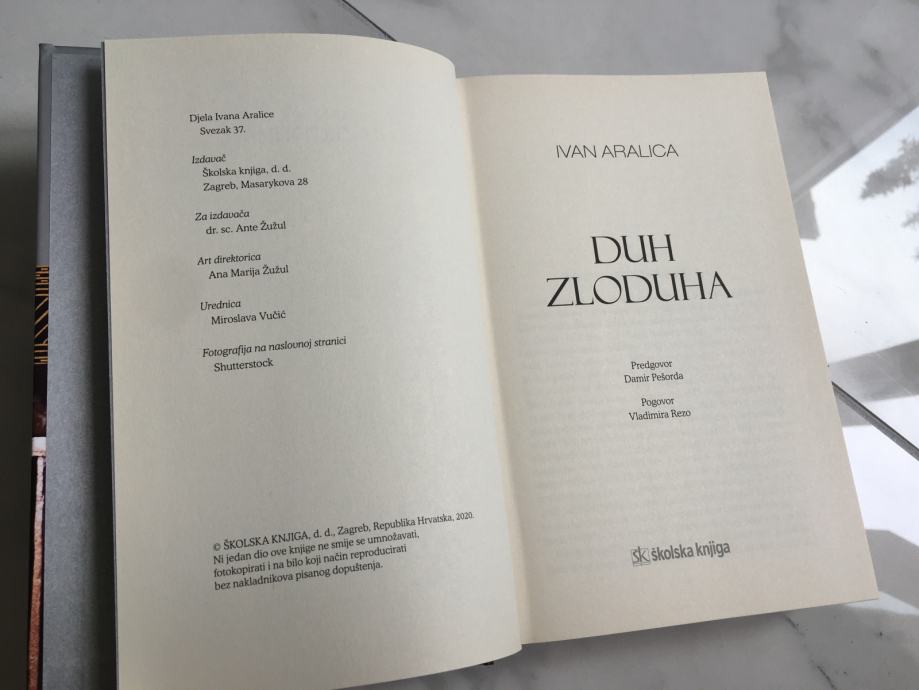 Djela Ivana Aralice
Svezak 37.
Izdavač
Školska knjiga, d. d.
Zagreb, Masarykova 28
Za izdavača
dr. sc. Ante Žužul
Art direktorica
Ana Marija Žužul
Urednica
Miroslava Vučić
Fotografija na naslovnoj stranici
Shutterstock
© ŠKOLSKA KNJIGA, d. d., Zagreb, Republika Hrvatska, 2020.
Ni jedan dio ove knjige ne smije se umnožavati,
fotokopirati i na bilo koji način reproducirati
bez nakladnikova pisanog dopuštenja.
IVAN ARALICA
DUH
ZLODUHA
Predgovor
Damir Pešorda
Pogovor
Vladimira Rezo
SK školska knjiga